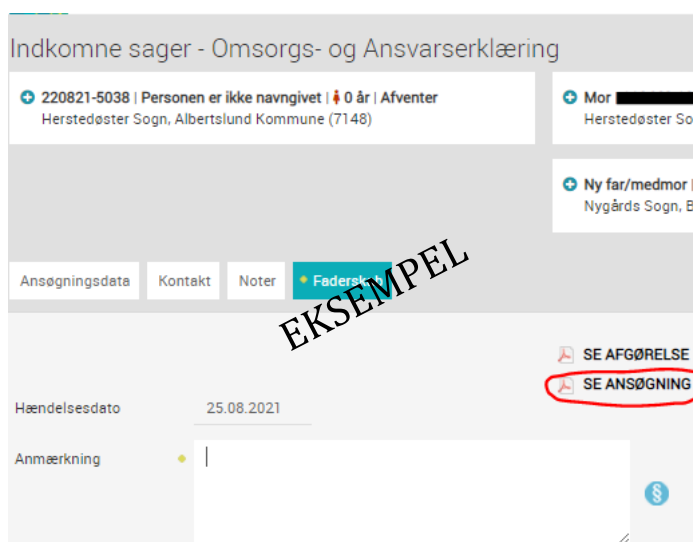 Indkomne sager - Omsorgs- og Ansvarserklæring
220821-5038 | Personen er ikke navngivet | 0 år | Afventer
Herstedøster Sogn, Albertslund Kommune (7148)
Mor
Herstedøster So
Ny far/medmor |
Nygårds Sogn, B
Ansøgningsdata
Kontakt
Noter
Faderskab
EKSEMPEL
SE AFGØRELSE
SE ANSØGNING
Hændelsesdato 25.08.2021
Anmærkning
§